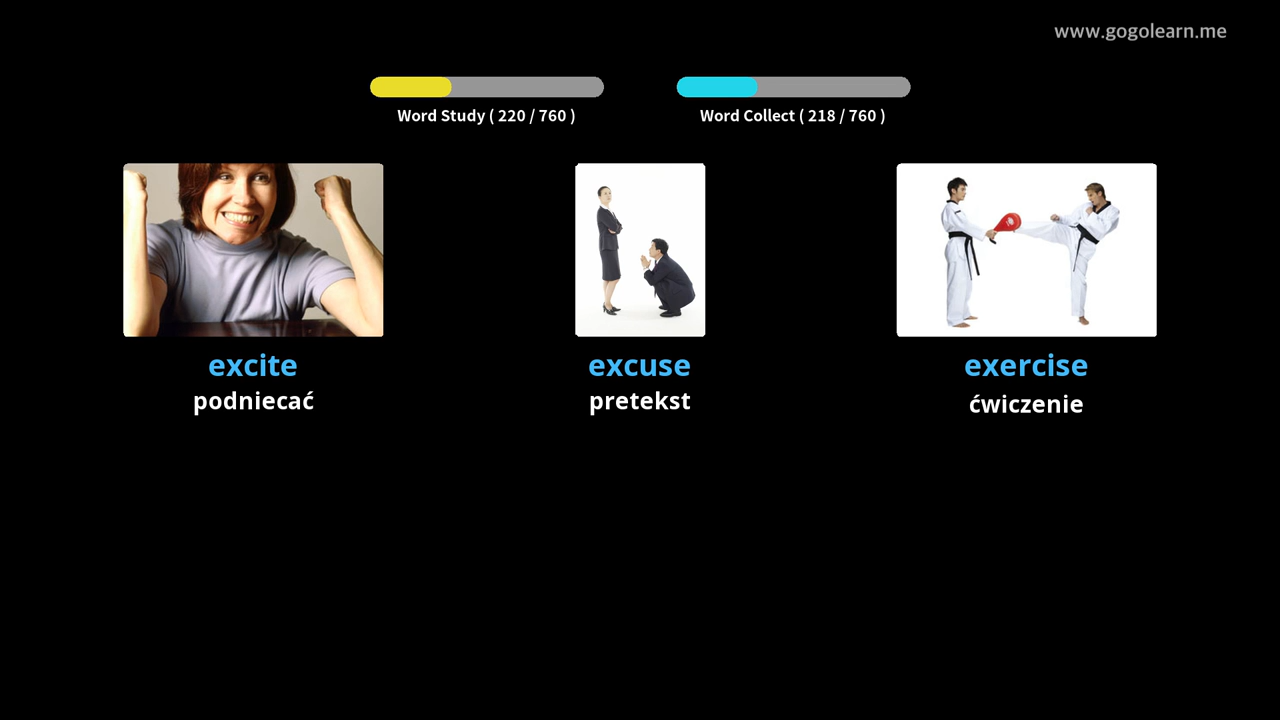 www.gogolearn.me
Word Study ( 220 / 760 )
Word Collect ( 218 / 760 )
excite
podniecać
excuse
pretekst
exercise
ćwiczenie